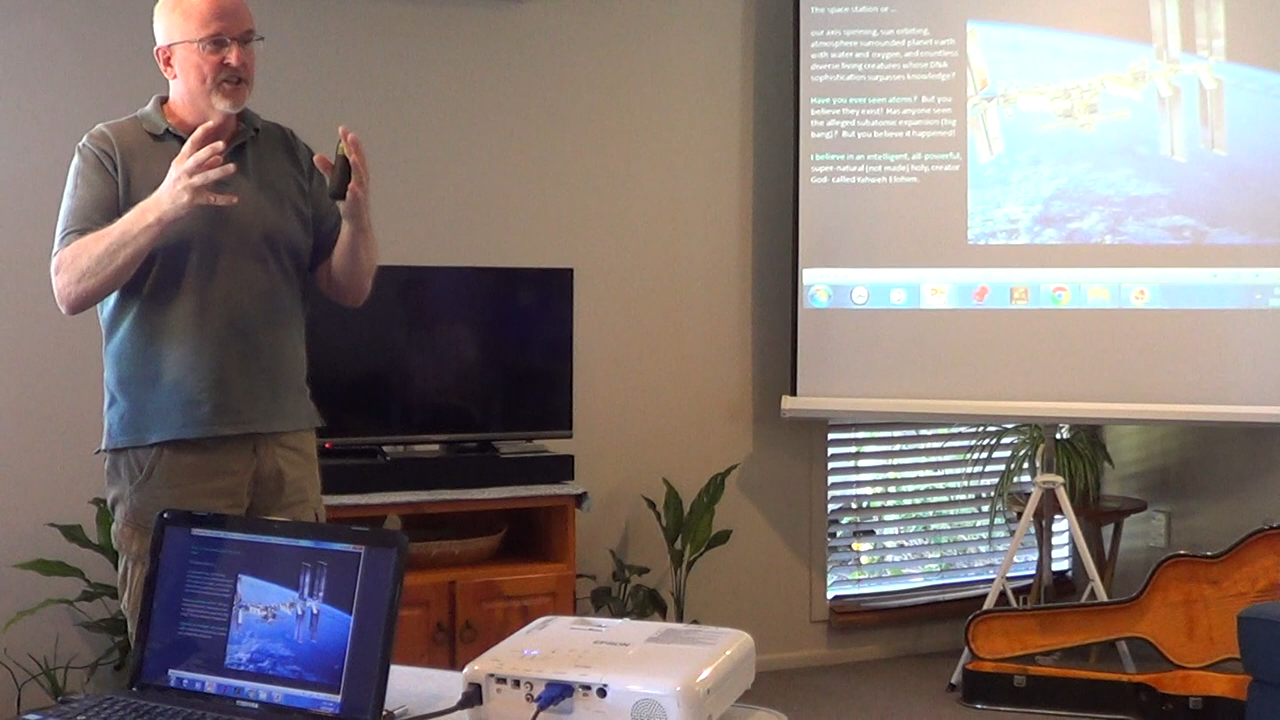 The space station or ...
our axis spinning, sun orbiting,
atmosphere surrounded planet earth
with water and oxygen, and countless
diverse living creatures whose DNA
sophistication surpasses knowledge?
Have you ever seen atoms? But you
believe they exist! Has anyone seen
the alleged subatomic expansion (big
bang)? But you believe it happened!
I believe in an intelligent, all-powerful,
super-natural (not made) holy, creator
God- called Yahweh Elohim.
EPSON